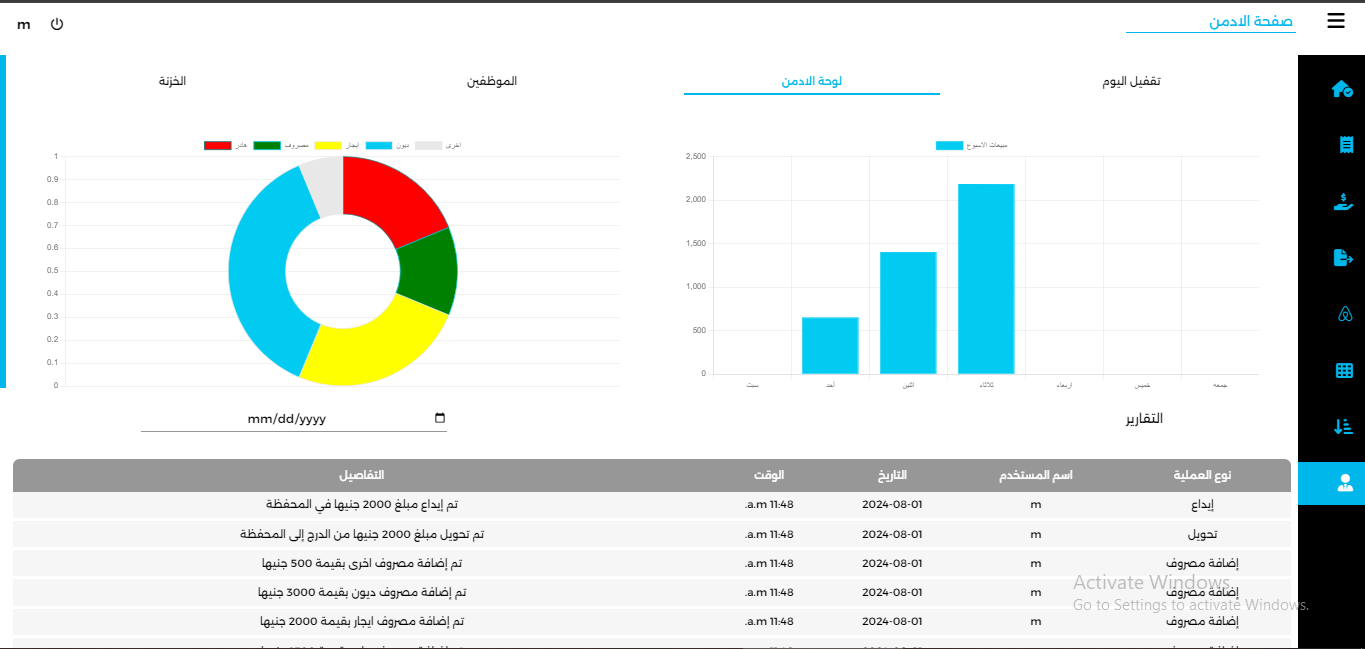 صفحة الادمن
m
تقفيل اليوم
لوحة الادمن
الموظفين
الخزنة
مبيعات الاسبوع
2,500
2,000
1,500
1,000
500
0
سبت
أحد
اثنين
ثلاثاء
اربعاء
خميس
جمعه
هادر
مصروف
ايجار
ديون
اخرى
1
0.9
0.8
0.7
0.6
0.5
0.4
0.3
0.2
0.1
0
التقارير
mm/dd/yyyy
نوع العملية اسم المستخدم التاريخ الوقت التفاصيل
إيداع m 2024-08-01 11:48 a.m. تم إيداع مبلغ 2000 جنيها في المحفظة
تحويل m 2024-08-01 11:48 a.m. تم تحويل مبلغ 2000 جنيها من الدرج إلى المحفظة
إضافة مصروف m 2024-08-01 11:48 a.m. تم إضافة مصروف اخرى بقيمة 500 جنيها
إضافة مصروف m 2024-08-01 11:48 a.m. تم إضافة مصروف ديون بقيمة 3000 جنيها
إضافة مصروف m 2024-08-01 11:48 a.m. تم إضافة مصروف ايجار بقيمة 2000 جنيها
Activate Windows
Go to Settings to activate Windows.